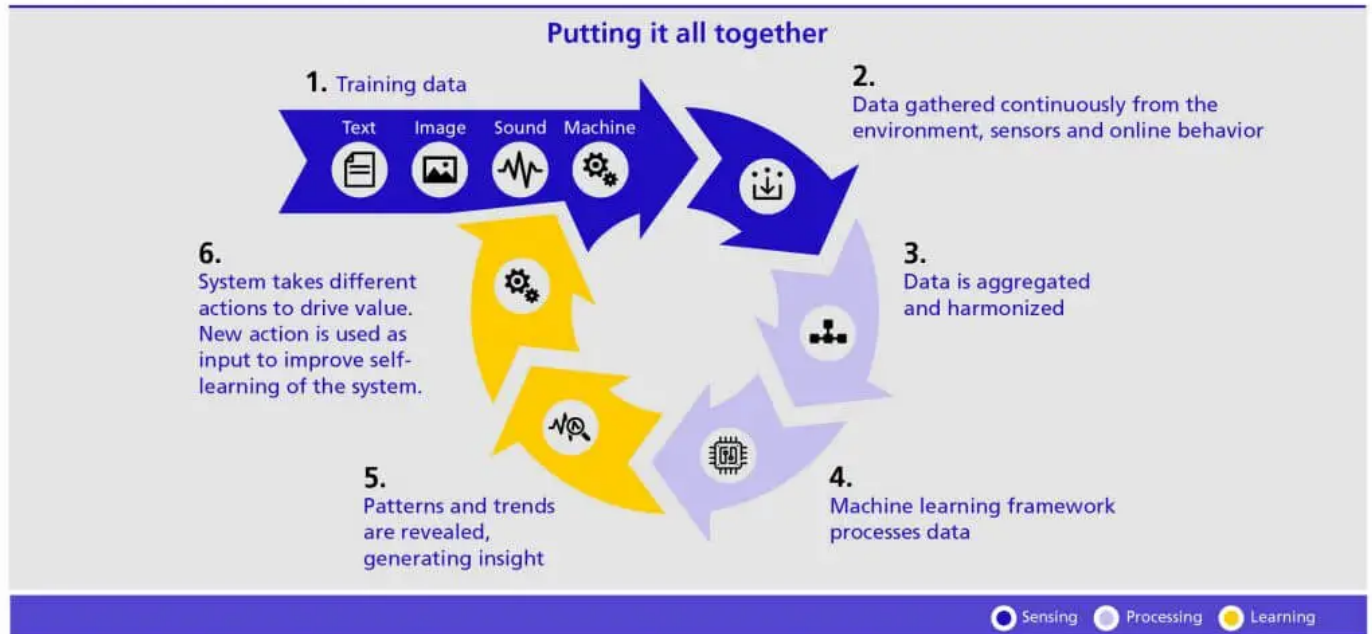 Putting it all together
1. Training data
Text Image Sound Machine
2.
Data gathered continuously from the
environment, sensors and online behavior
3.
Data is aggregated
and harmonized
4.
Machine learning framework
processes data
5.
Patterns and trends
are revealed,
generating insight
6.
System takes different
actions to drive value.
New action is used as
input to improve self-
learning of the system.
Sensing Processing Learning